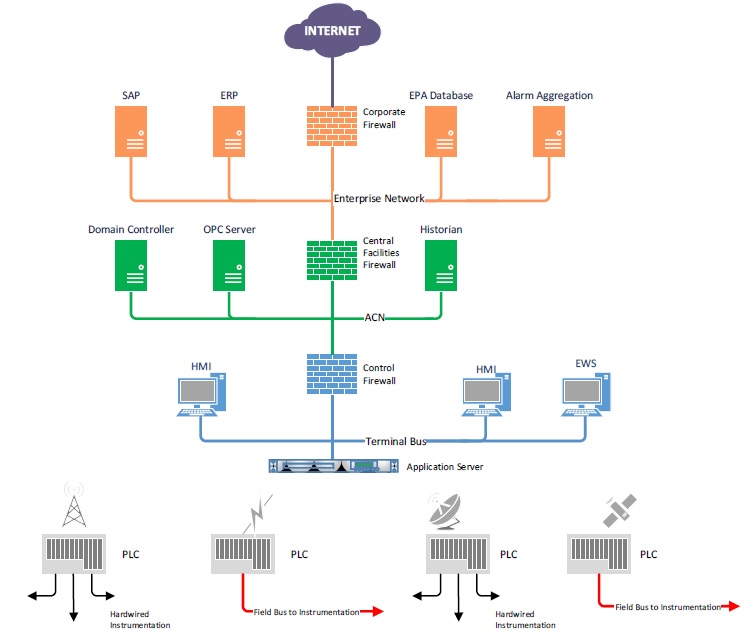 INTERNET
SAP
ERP
EPA Database
Alarm Aggregation
Corporate
Firewall
Enterprise Network
Domain Controller
OPC Server
Central
Facilities
Firewall
Historian
ACN
HMI
Control
Firewall
HMI
EWS
Terminal Bus
Application Server
PLC
PLC
PLC
PLC
Hardwired
Instrumentation
Field Bus to Instrumentation
Hardwired
Instrumentation
Field Bus to Instrumentation